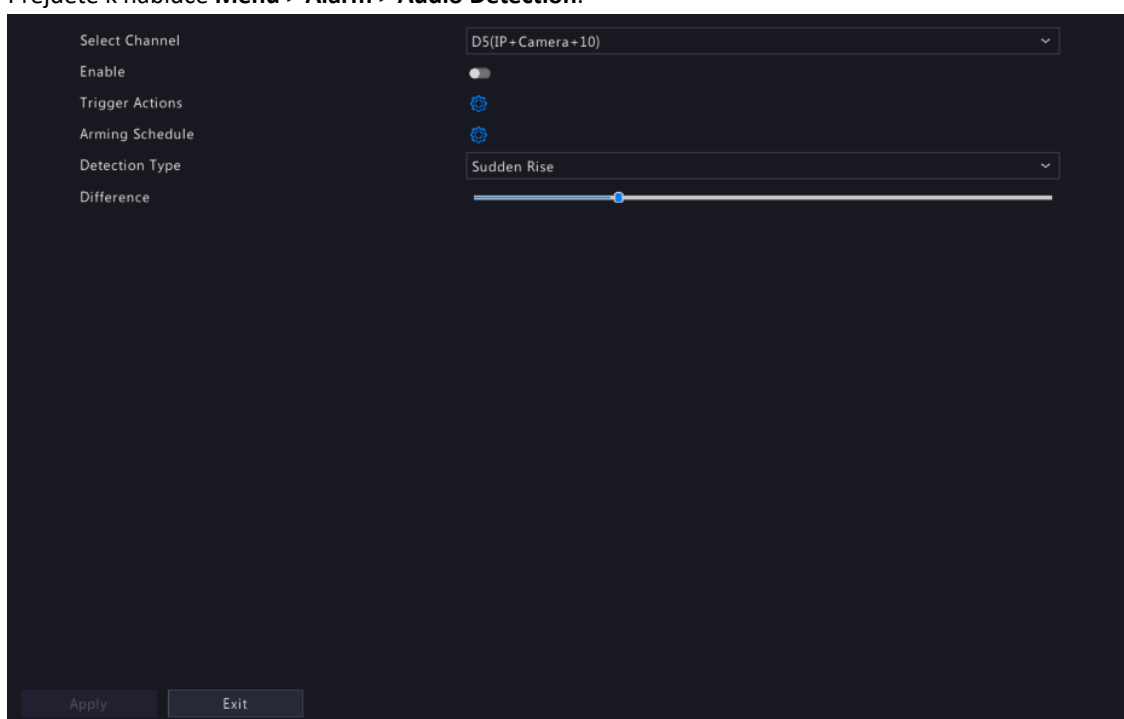 Přejděte k nabídce Menu > Alarm > Audio Detection.
Select Channel D5(IP+Camera+10)
Enable
Trigger Actions
Arming Schedule
Detection Type Sudden Rise
Difference
Apply Exit